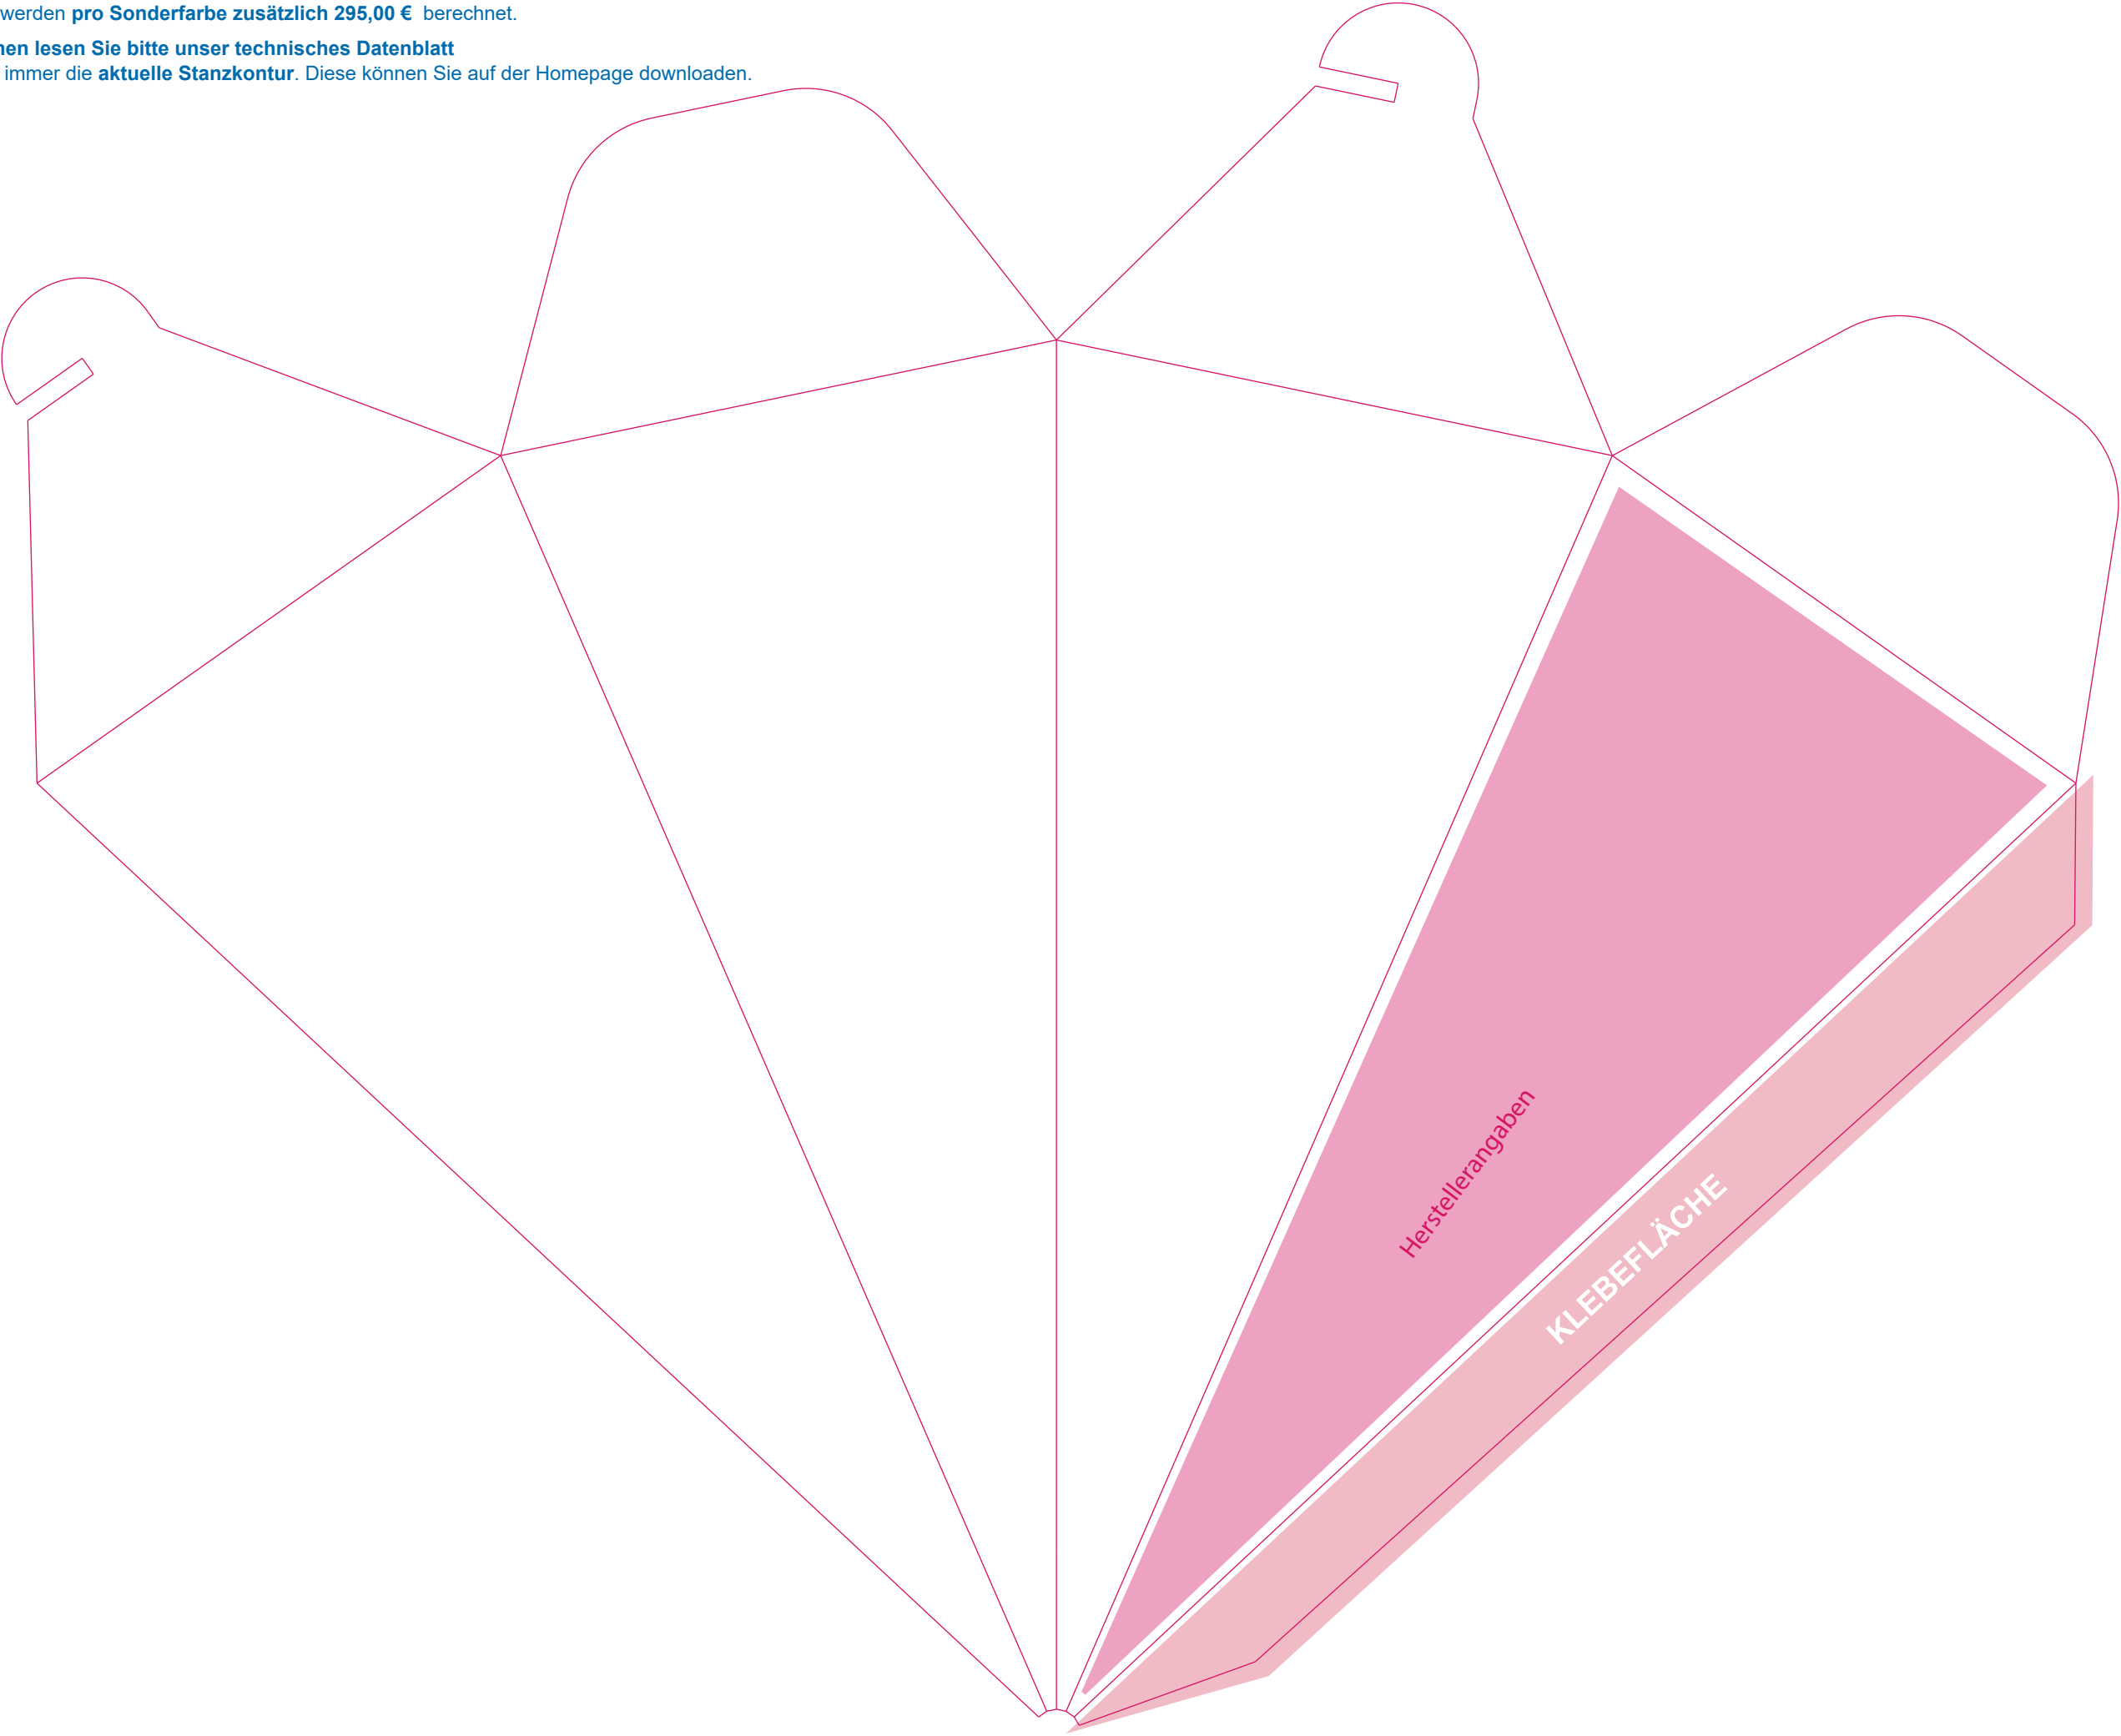 werden pro Sonderfarbe zusätzlich 295,00 € berechnet.
en lesen Sie bitte unser technisches Datenblatt
immer die aktuelle Stanzkontur. Diese können Sie auf der Homepage downloaden.
Herstellerangaben
KLEBEFLÄCHE